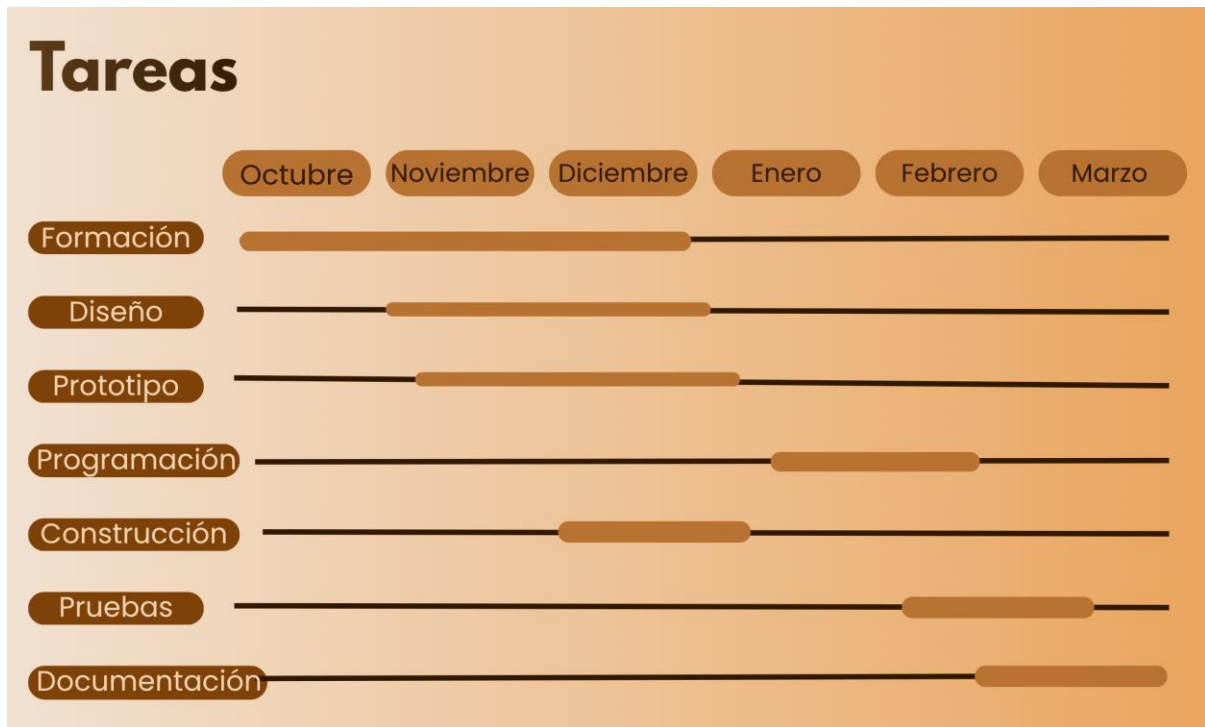 Tareas
Octubre Noviembre Diciembre Enero Febrero Marzo
Formación
Diseño
Prototipo
Programación
Construcción
Pruebas
Documentación